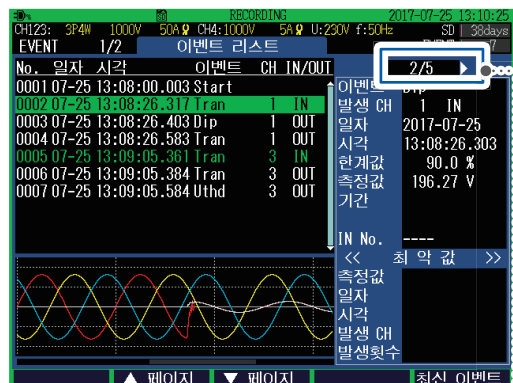 RECORDING 2017-07-25 13:10:25
CH123: 3P4W 1000V 50A CH4:1000V 5A U:230V f:50Hz SD 38days
EVENT 1/2 이벤트 리스트
No. 일자 시각 이벤트 CH IN/OUT
0001 07-25 13:08:00.003 Start
0002 07-25 13:08:26.317 Tran 1 IN
0003 07-25 13:08:26.403 Dip 1 OUT
0004 07-25 13:08:26.583 Tran 1 OUT
0005 07-25 13:09:05.361 Tran 3 IN
0006 07-25 13:09:05.384 Tran 3 OUT
0007 07-25 13:09:05.584 Uthd 3 OUT
2/5
이벤트 Dip
발생 CH 1 IN
일자 2017-07-25
시각 13:08:26.303
한계값 90.0 %
측정값 196.27 V
기간
IN No. ----
<< 최 악 값 >>
측정값
일자
시각
발생 CH
발생횟수
▲ 페이지 ▼ 페이지 최신 이벤트